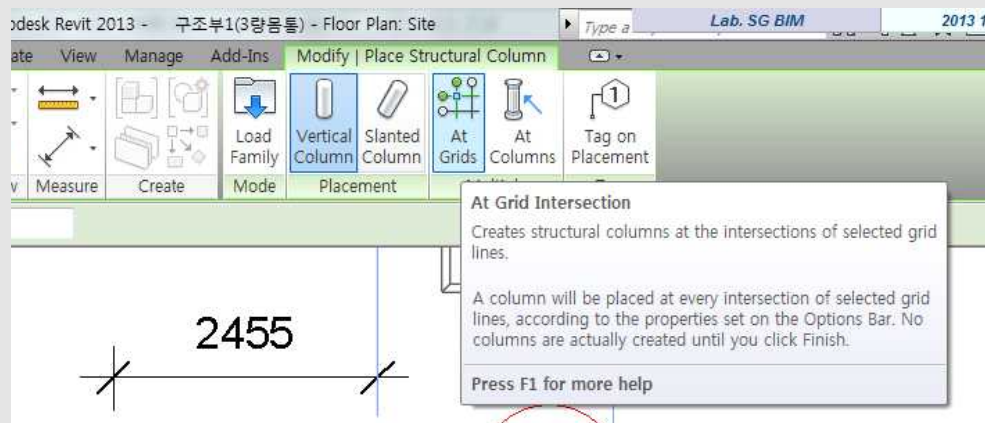 odesk Revit 2013 - 구조부1(3량몸통) - Floor Plan: Site
Type a
Lab. SG BIM
2013 1
ate View Manage Add-Ins Modify | Place Structural Column
Load Family
Vertical Column
Slanted Column
At Grids
At Columns
1
Tag on Placement
Measure Create Mode Placement
At Grid Intersection
Creates structural columns at the intersections of selected grid
lines.
A column will be placed at every intersection of selected grid
lines, according to the properties set on the Options Bar. No
columns are actually created until you click Finish.
Press F1 for more help
2455